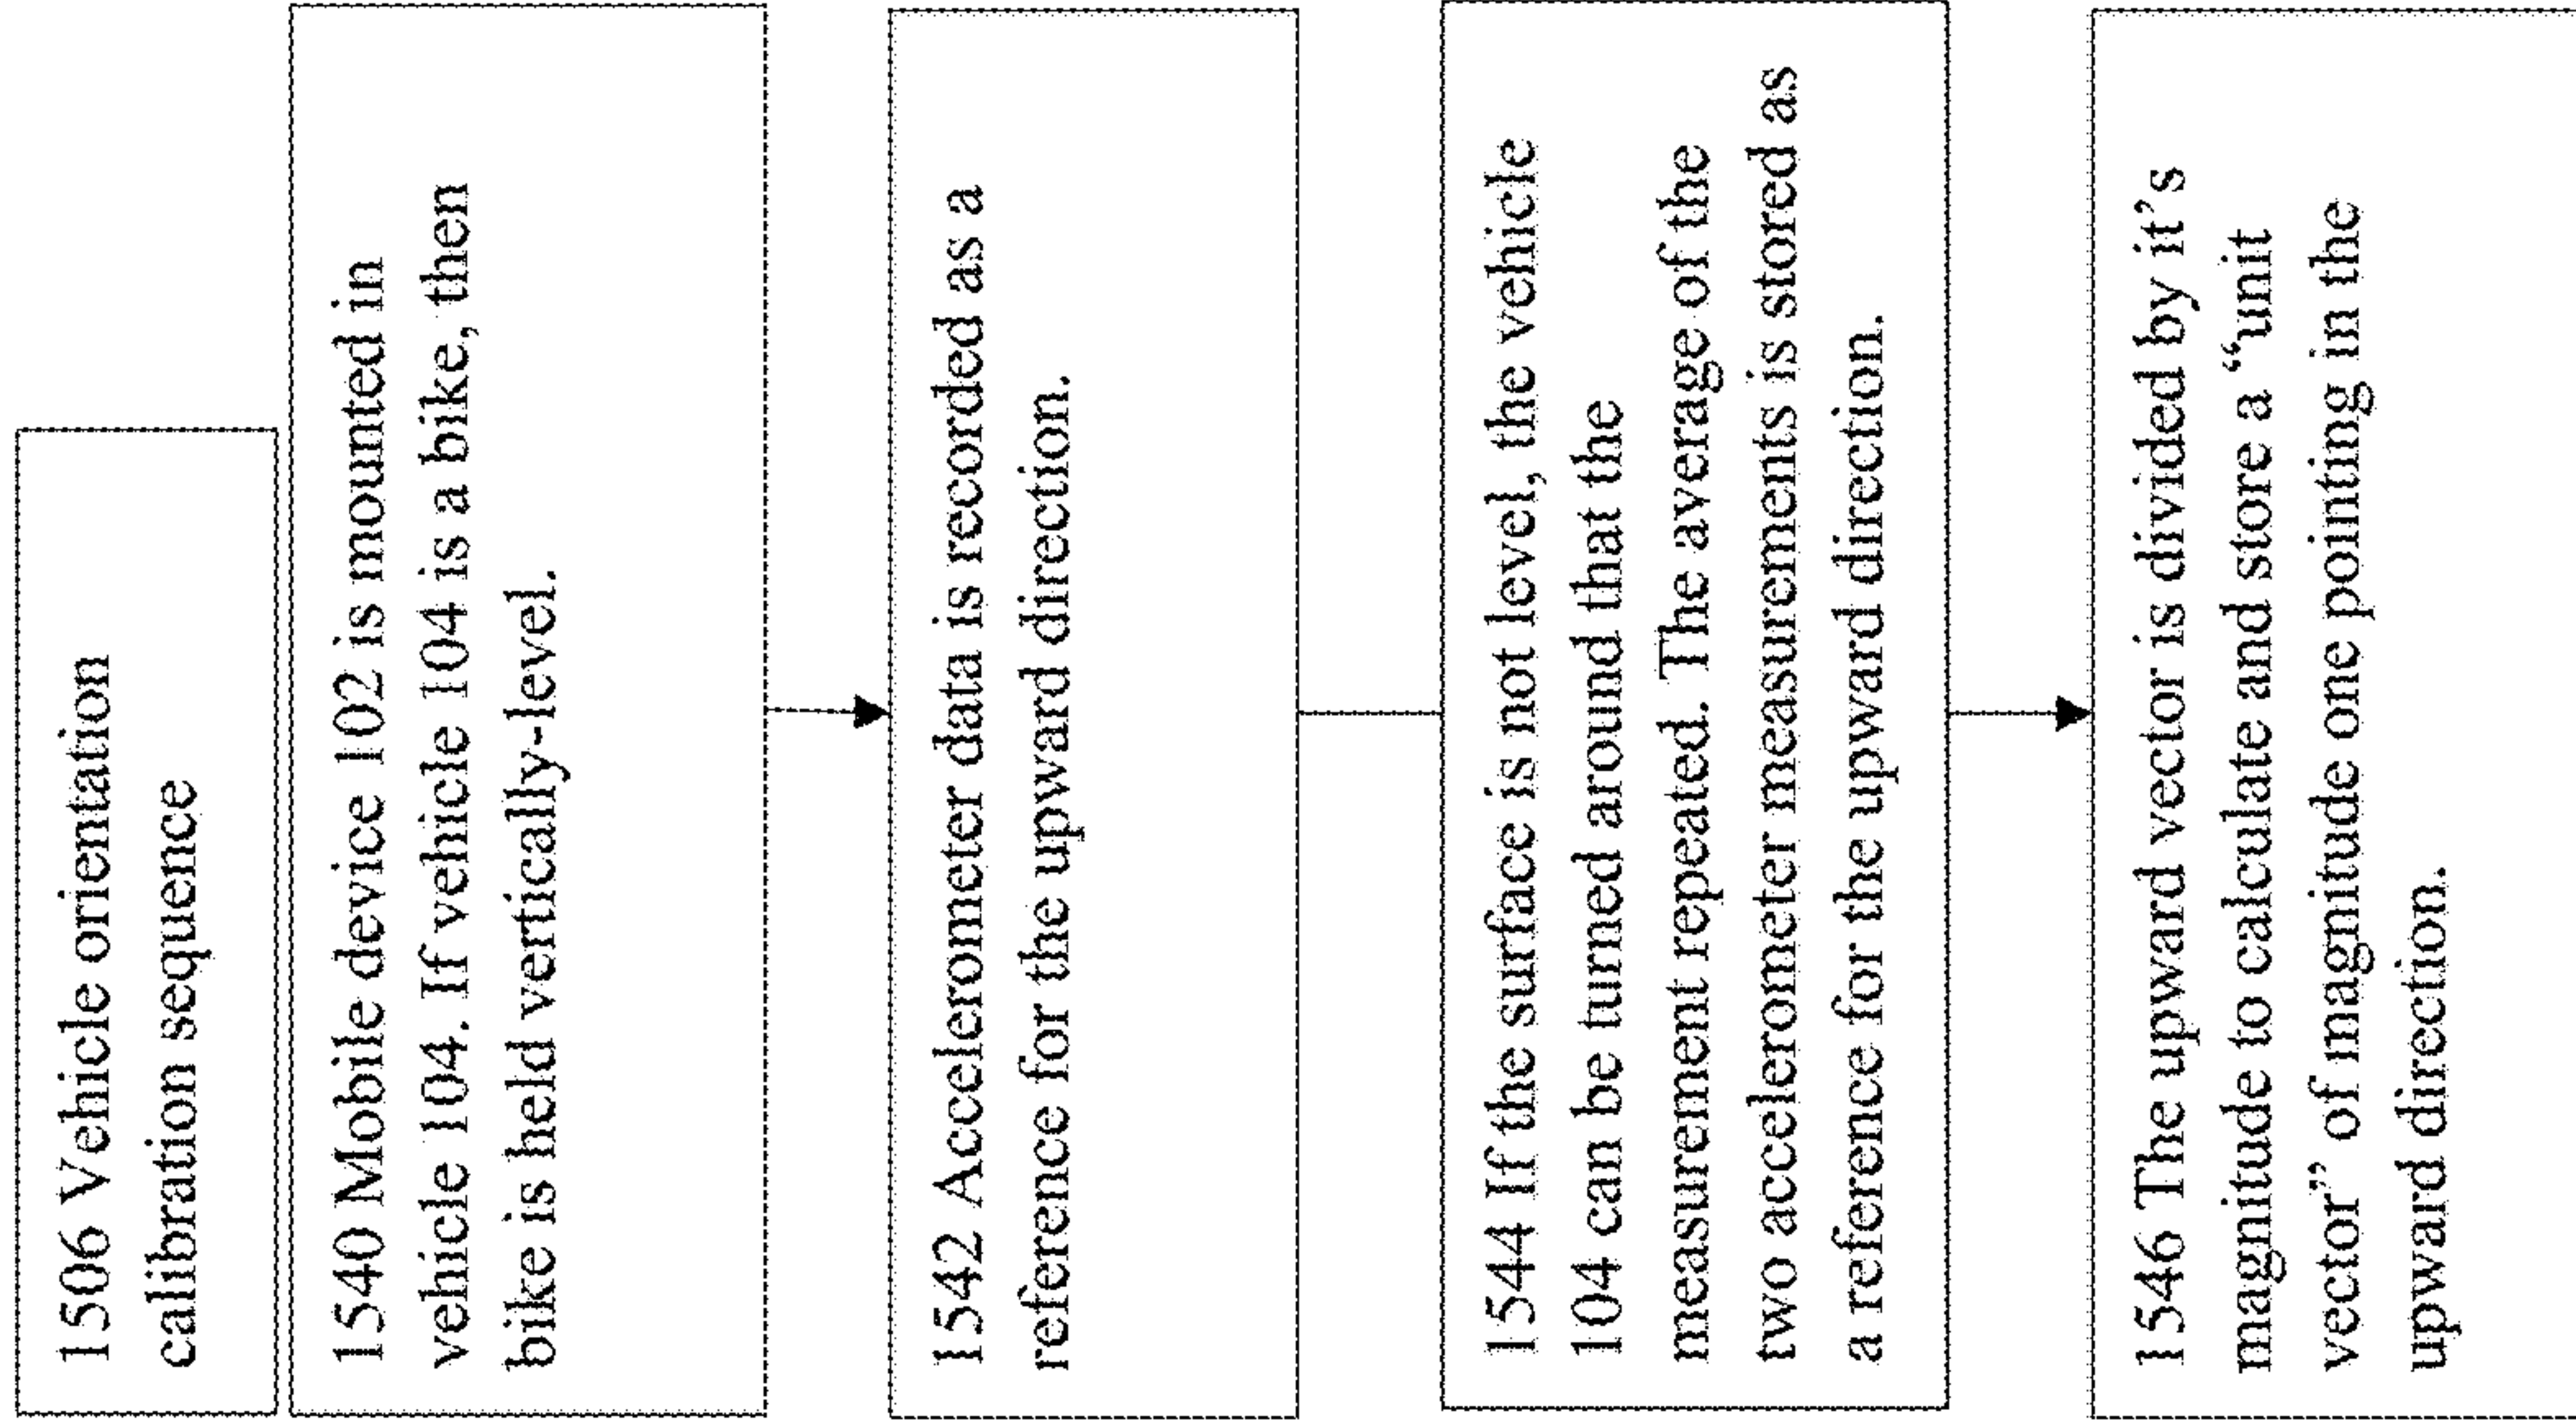 1506 Vehicle orientation
calibration sequence
1540 Mobile device 102 is mounted in
vehicle 104. If vehicle 104 is a bike, then
bike is held vertically-level.
1542 Accelerometer data is recorded as a
reference for the upward direction.
1544 If the surface is not level, the vehicle
104 can be turned around that the
measurement repeated. The average of the
two accelerometer measurements is stored as
a reference for the upward direction.
1546 The upward vector is divided by it's
magnitude to calculate and store a “unit
vector” of magnitude one pointing in the
upward direction.